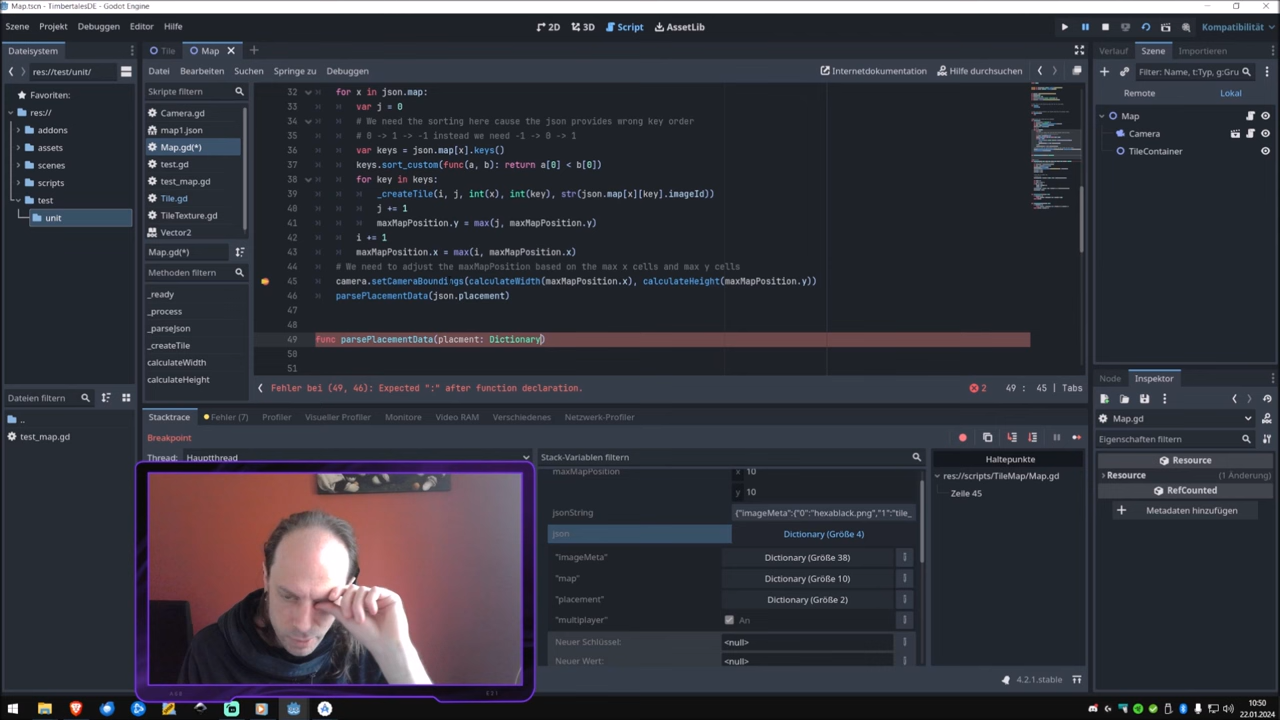 Map.tscn - TimbertalesDE - Godot Engine
Szene Projekt Debuggen Editor Hilfe
2D 3D Script AssetLib
Kompatibilität
Dateisystem
Tile Map
Verlauf Szene Importieren
res://test/unit/
Datei Bearbeiten Suchen Springe zu Debuggen
Internetdokumentation Hilfe durchsuchen
Filter: Name, t:Typ, g:Gru
Favoriten:
res://
addons
assets
scenes
scripts
test
unit
Skripte filtern
Camera.gd
map1.json
Map.gd(*)
test.gd
test_map.gd
Tile.gd
TileTexture.gd
Vector2
Map.gd(*)
Methoden filtern
_ready
_process
_parseJson
_createTile
calculateWidth
calculateHeight
Dateien filtern
..
test_map.gd
32 for x in json.map:
33 var j = 0
34 # We need the sorting here cause the json provides wrong key order
35 # 0 -> 1 -> -1 instead we need -1 -> 0 -> 1
36 var keys = json.map[x].keys()
37 keys.sort_custom(func(a, b): return a[0] < b[0])
38 for key in keys:
39 _createTile(i, j, int(x), int(key), str(json.map[x][key].imageId))
40 j += 1
41 maxMapPosition.y = max(j, maxMapPosition.y)
42 i += 1
43 maxMapPosition.x = max(i, maxMapPosition.x)
44 # We need to adjust the maxMapPosition based on the max x cells and max y cells
45 camera.setCameraBoundings(calculateWidth(maxMapPosition.x), calculateHeight(maxMapPosition.y))
46 parsePlacementData(json.placement)
47
48
49 func parsePlacementData(placment: Dictionary)
50
51
Fehler bei (49, 46): Expected ":" after function declaration.
2 49 : 45 | Tabs
Remote Lokal
Map
Camera
TileContainer
Node Inspektor
Map.gd
Eigenschaften filtern
Resource
Resource (1 Änderung)
RefCounted
Metadaten hinzufügen
Stacktrace Fehler (7) Profiler Visueller Profiler Monitore Video RAM Verschiedenes Netzwerk-Profiler
Breakpoint
Thread: Hauptthread
Stack-Variablen filtern
Haltepunkte
res://scripts/TileMap/Map.gd
Zeile 45
maxMapPosition x 10
y 10
jsonString {"imageMeta":{"0":"hexablack.png","1":"tile_
json Dictionary (Größe 4)
"imageMeta" Dictionary (Größe 38)
"map" Dictionary (Größe 10)
"placement" Dictionary (Größe 2)
"multiplayer" An
Neuer Schlüssel: <null>
Neuer Wert: <null>
4.2.1.stable
10:50
22.01.2024